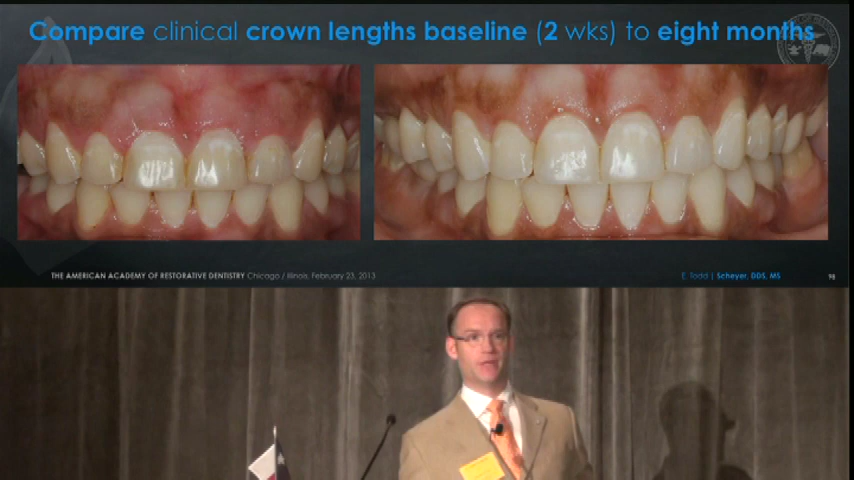 Compare clinical crown lengths baseline (2 wks) to eight months
THE AMERICAN ACADEMY OF RESTORATIVE DENTISTRY Chicago / Illinois, February 23, 2013
E. Todd | Scheyer, DDS, MS